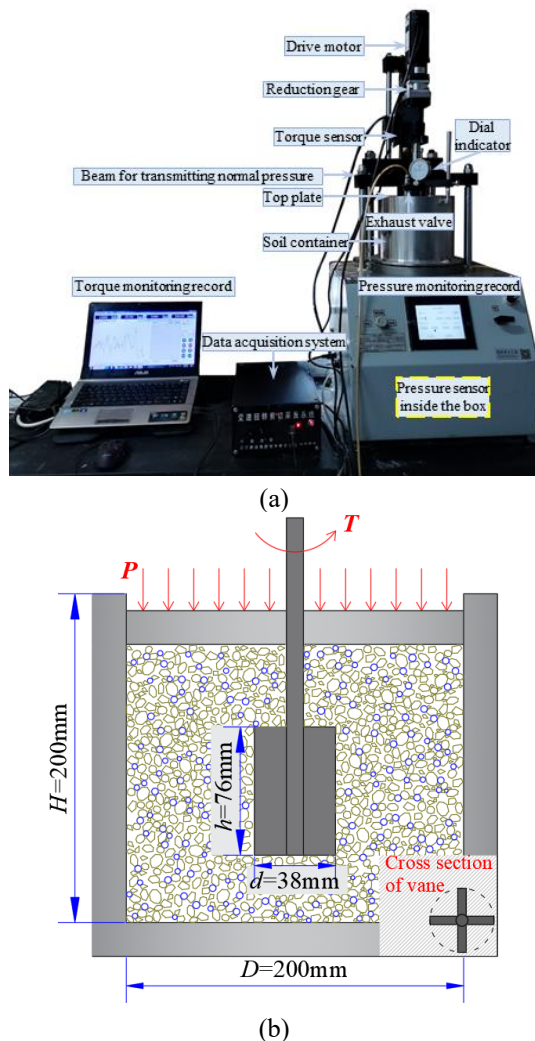 Drive motor
Reduction gear
Torque sensor
Dial
indicator
Beam for transmitting normal pressure
Top plate
Exhaust valve
Soil container
Torque monitoring record
Pressure monitoring record
Data acquisition system
Pressure sensor
inside the box
ASUS
(a)
T
P
H=200mm
h=76mm
d=38mm
Cross section
of vane
D=200mm
(b)